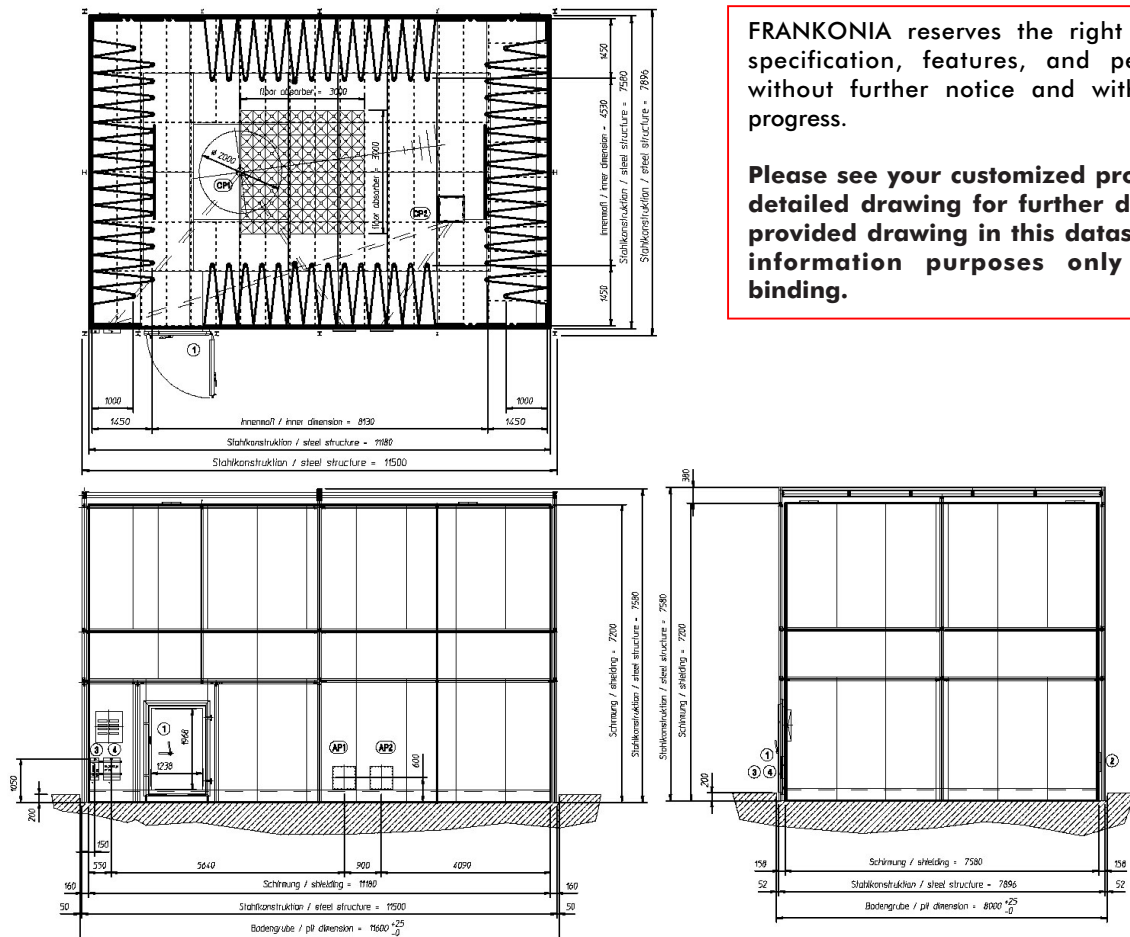 FRANKONIA reserves the right
specification, features, and pe
without further notice and with
progress.
Please see your customized pro
detailed drawing for further d
provided drawing in this datas
information purposes only
binding.
1450
floor absorber = 3000
ø 2000
CP1
floor absorber = 3000
CP2
Innenmaß / inner dimension = 4530
Stahlkonstruktion / steel structure = 7580
Stahlkonstruktion / steel structure = 7896
1450
1
1000
1000
1450
Innenmaß / inner dimension = 8130
1450
Stahlkonstruktion / steel structure = 11180
Stahlkonstruktion / steel structure = 11500
3
4
1
1968
1238
AP1
AP2
600
1050
200
150
550
5640
900
4090
160
Schirmung / shielding = 11180
160
50
Stahlkonstruktion / steel structure = 11500
50
Bodengrube / pit dimension = 11600 +25 -0
Schirmung / shielding = 7200
Stahlkonstruktion / steel structure = 7580
380
Stahlkonstruktion / steel structure = 7580
Schirmung / shielding = 7200
200
1
3 4
2
158
Schirmung / shielding = 7580
158
52
Stahlkonstruktion / steel structure = 7896
52
Bodengrube / pit dimension = 8000 +25 -0